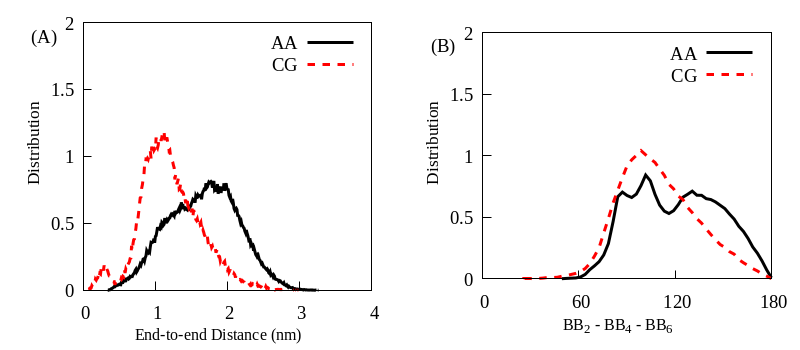 (A)
AA
CG
Distribution
2
1.5
1
0.5
0
0 1 2 3 4
End-to-end Distance (nm)
(B)
AA
CG
Distribution
2
1.5
1
0.5
0
0 60 120 180
BB₂ - BB₄ - BB₆